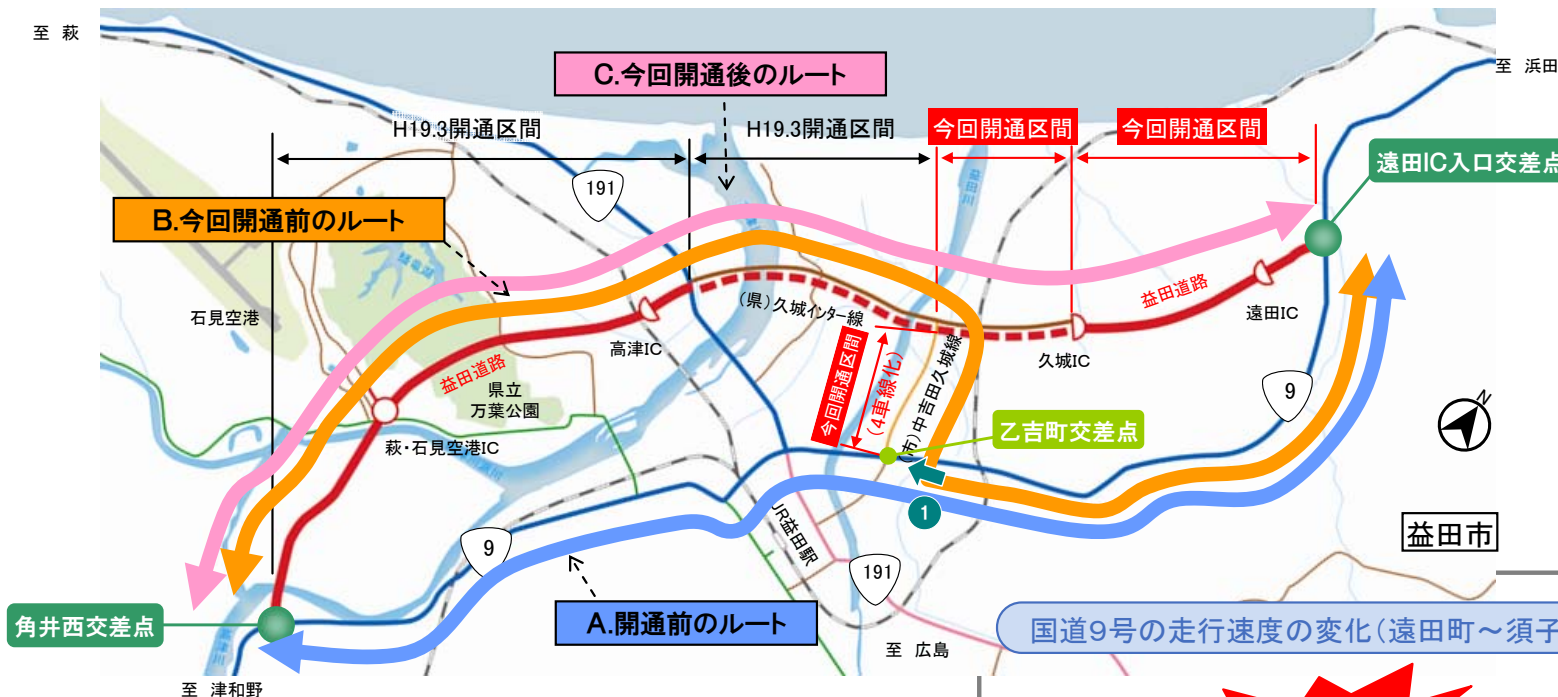 至 萩
C.今回開通後のルート
至 浜田
H19.3開通区間
H19.3開通区間
今回開通区間
今回開通区間
遠田IC入口交差点
191
B.今回開通前のルート
蟠竜湖
益田川
石見空港
益田道路
遠田IC
(県)久城インター線
高津IC
久城IC
益田道路
県立
万葉公園
今回開通区間
(4車線化)
(市)中吉田久城線
9
N
乙吉町交差点
萩・石見空港IC
1
JR益田駅
益田市
9
191
A.開通前のルート
角井西交差点
国道9号の走行速度の変化(遠田町~須子
至 広島
至 津和野